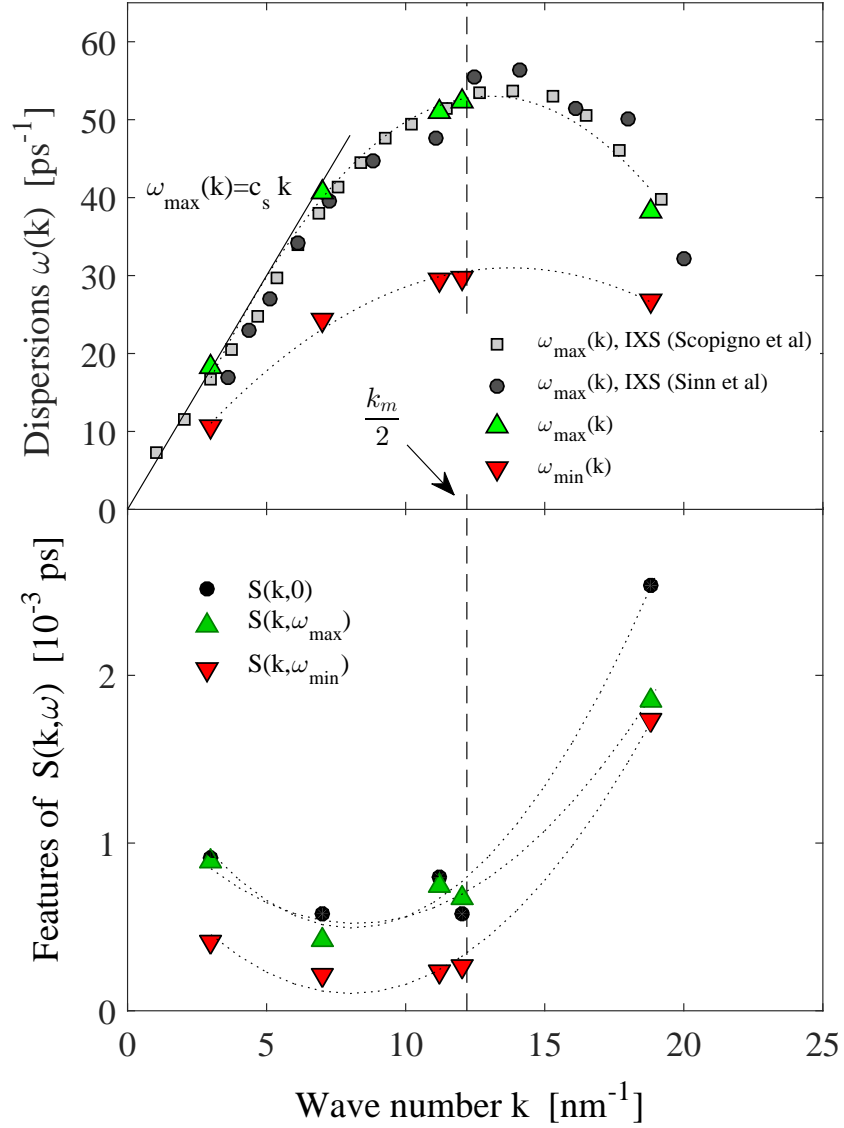 60
50
40
30
20
10
0
Dispersions ω(k) [ps⁻¹]
ω_max(k)=c_s k
ω_max(k), IXS (Scopigno et al)
ω_max(k), IXS (Sinn et al)
ω_max(k)
ω_min(k)
k_m/2
2
1
0
Features of S(k,ω) [10⁻³ ps]
S(k,0)
S(k,ω_max)
S(k,ω_min)
0 5 10 15 20 25
Wave number k [nm⁻¹]